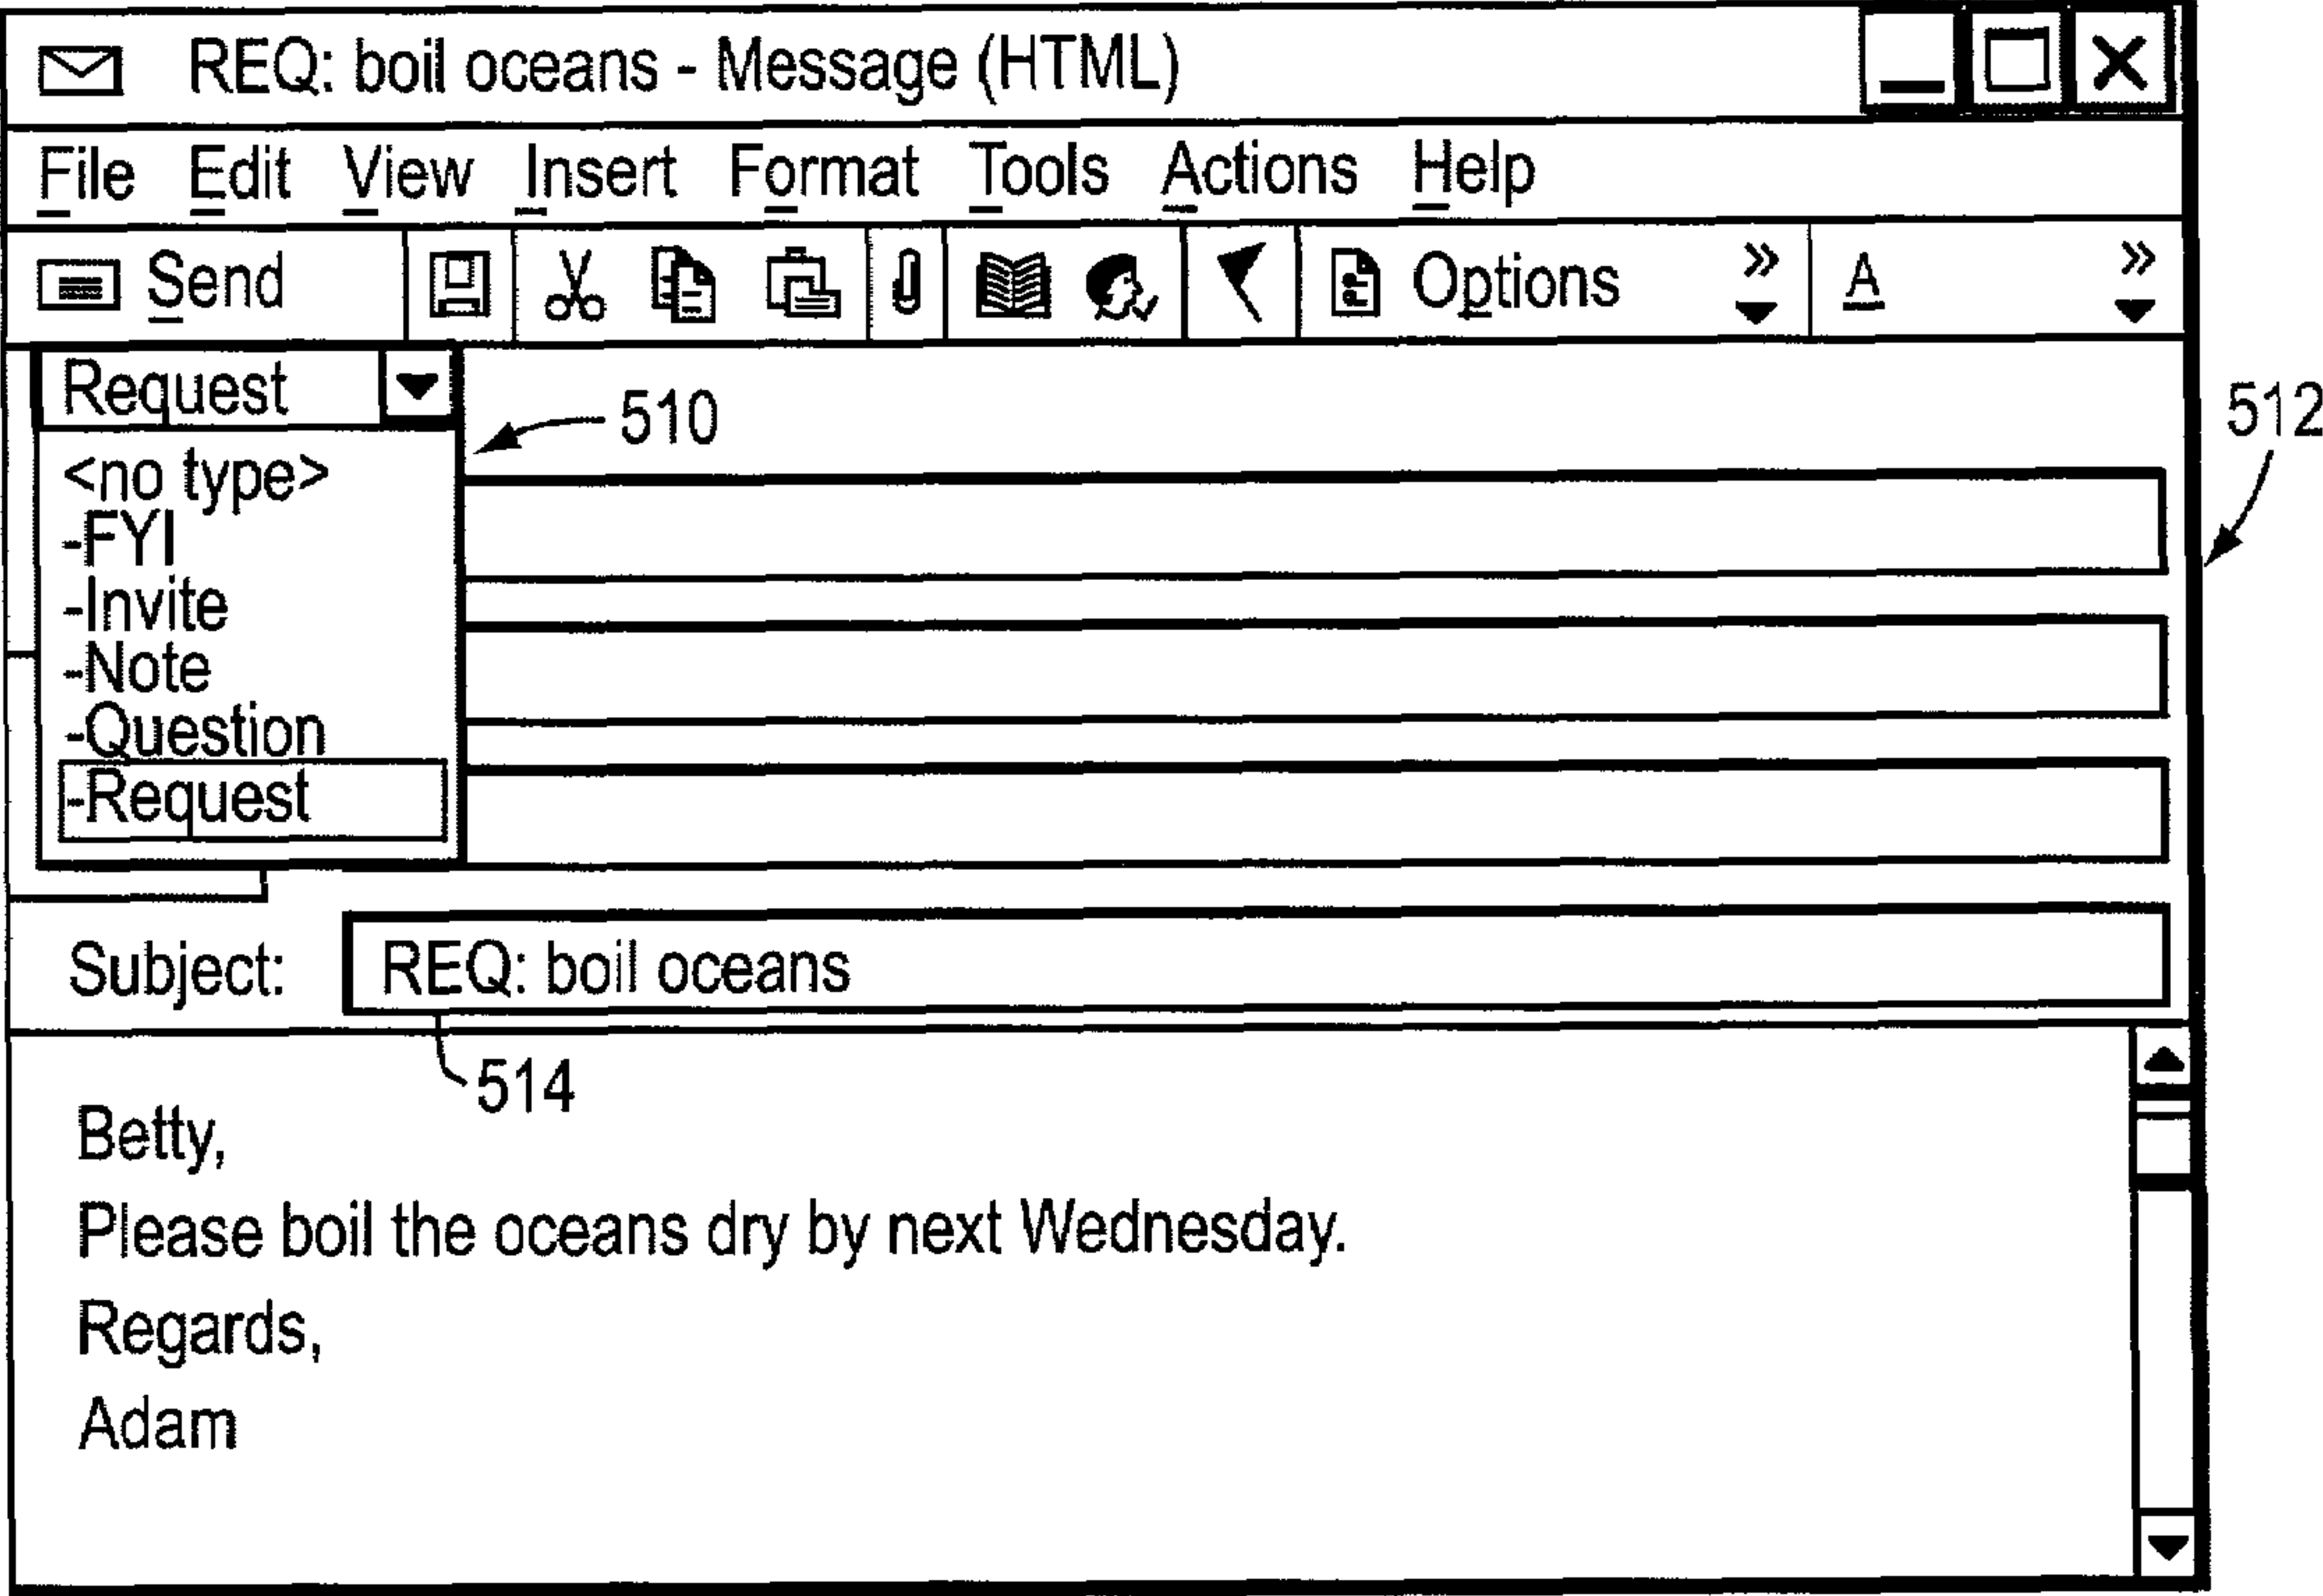 REQ: boil oceans - Message (HTML)
File Edit View Insert Format Tools Actions Help
Send Options » A »
Request
510
512
<no type>
-FYI
-Invite
-Note
-Question
-Request
Subject: REQ: boil oceans
514
Betty,
Please boil the oceans dry by next Wednesday.
Regards,
Adam